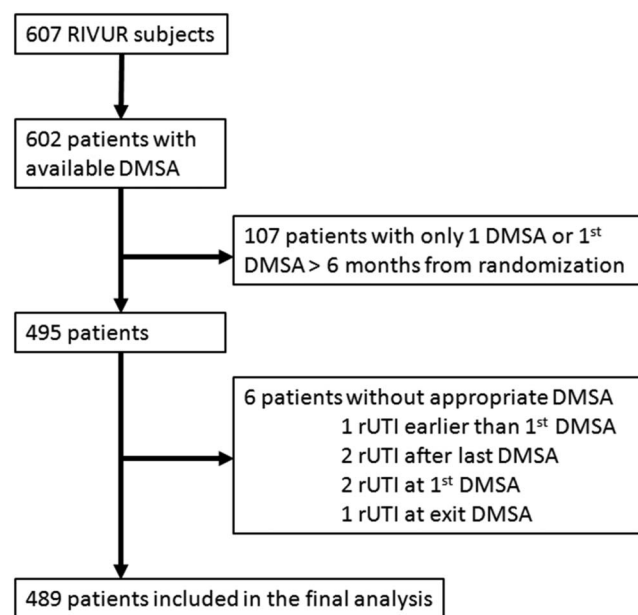 607 RIVUR subjects
602 patients with
available DMSA
107 patients with only 1 DMSA or 1st
DMSA > 6 months from randomization
495 patients
6 patients without appropriate DMSA
1 rUTI earlier than 1st DMSA
2 rUTI after last DMSA
2 rUTI at 1st DMSA
1 rUTI at exit DMSA
489 patients included in the final analysis